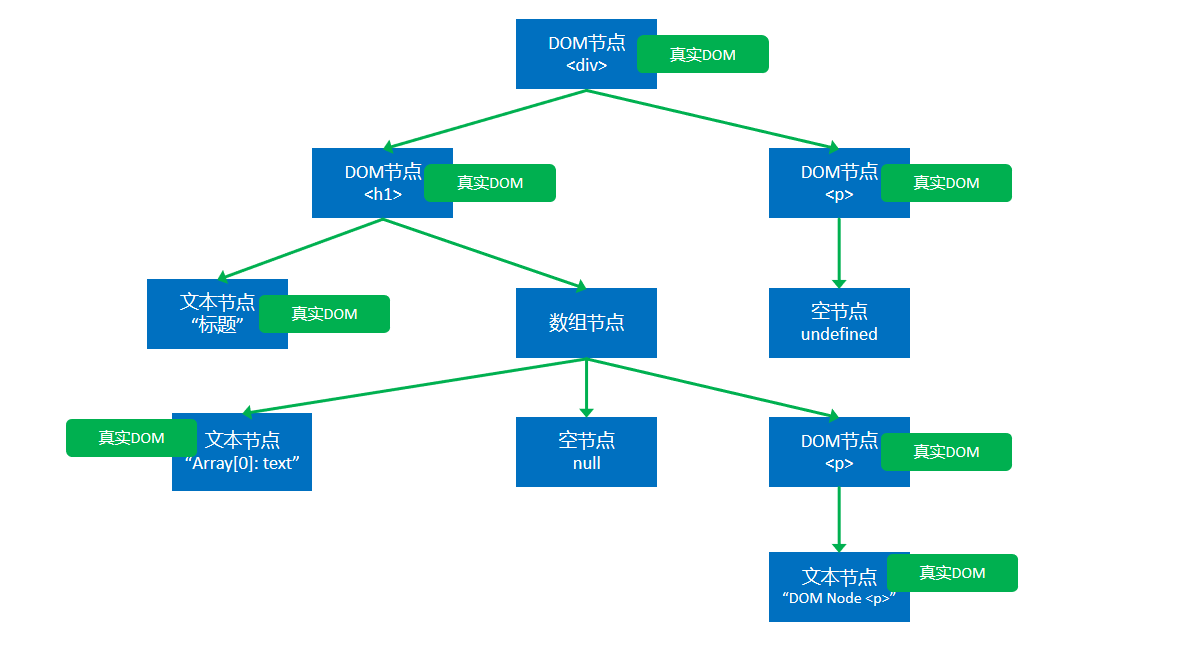 DOM节点
<div>
真实DOM
DOM节点
<h1>
真实DOM
DOM节点
<p>
真实DOM
文本节点
“标题”
真实DOM
数组节点
空节点
undefined
真实DOM
文本节点
“Array[0]: text”
空节点
null
DOM节点
<p>
真实DOM
文本节点
“DOM Node <p>”
真实DOM